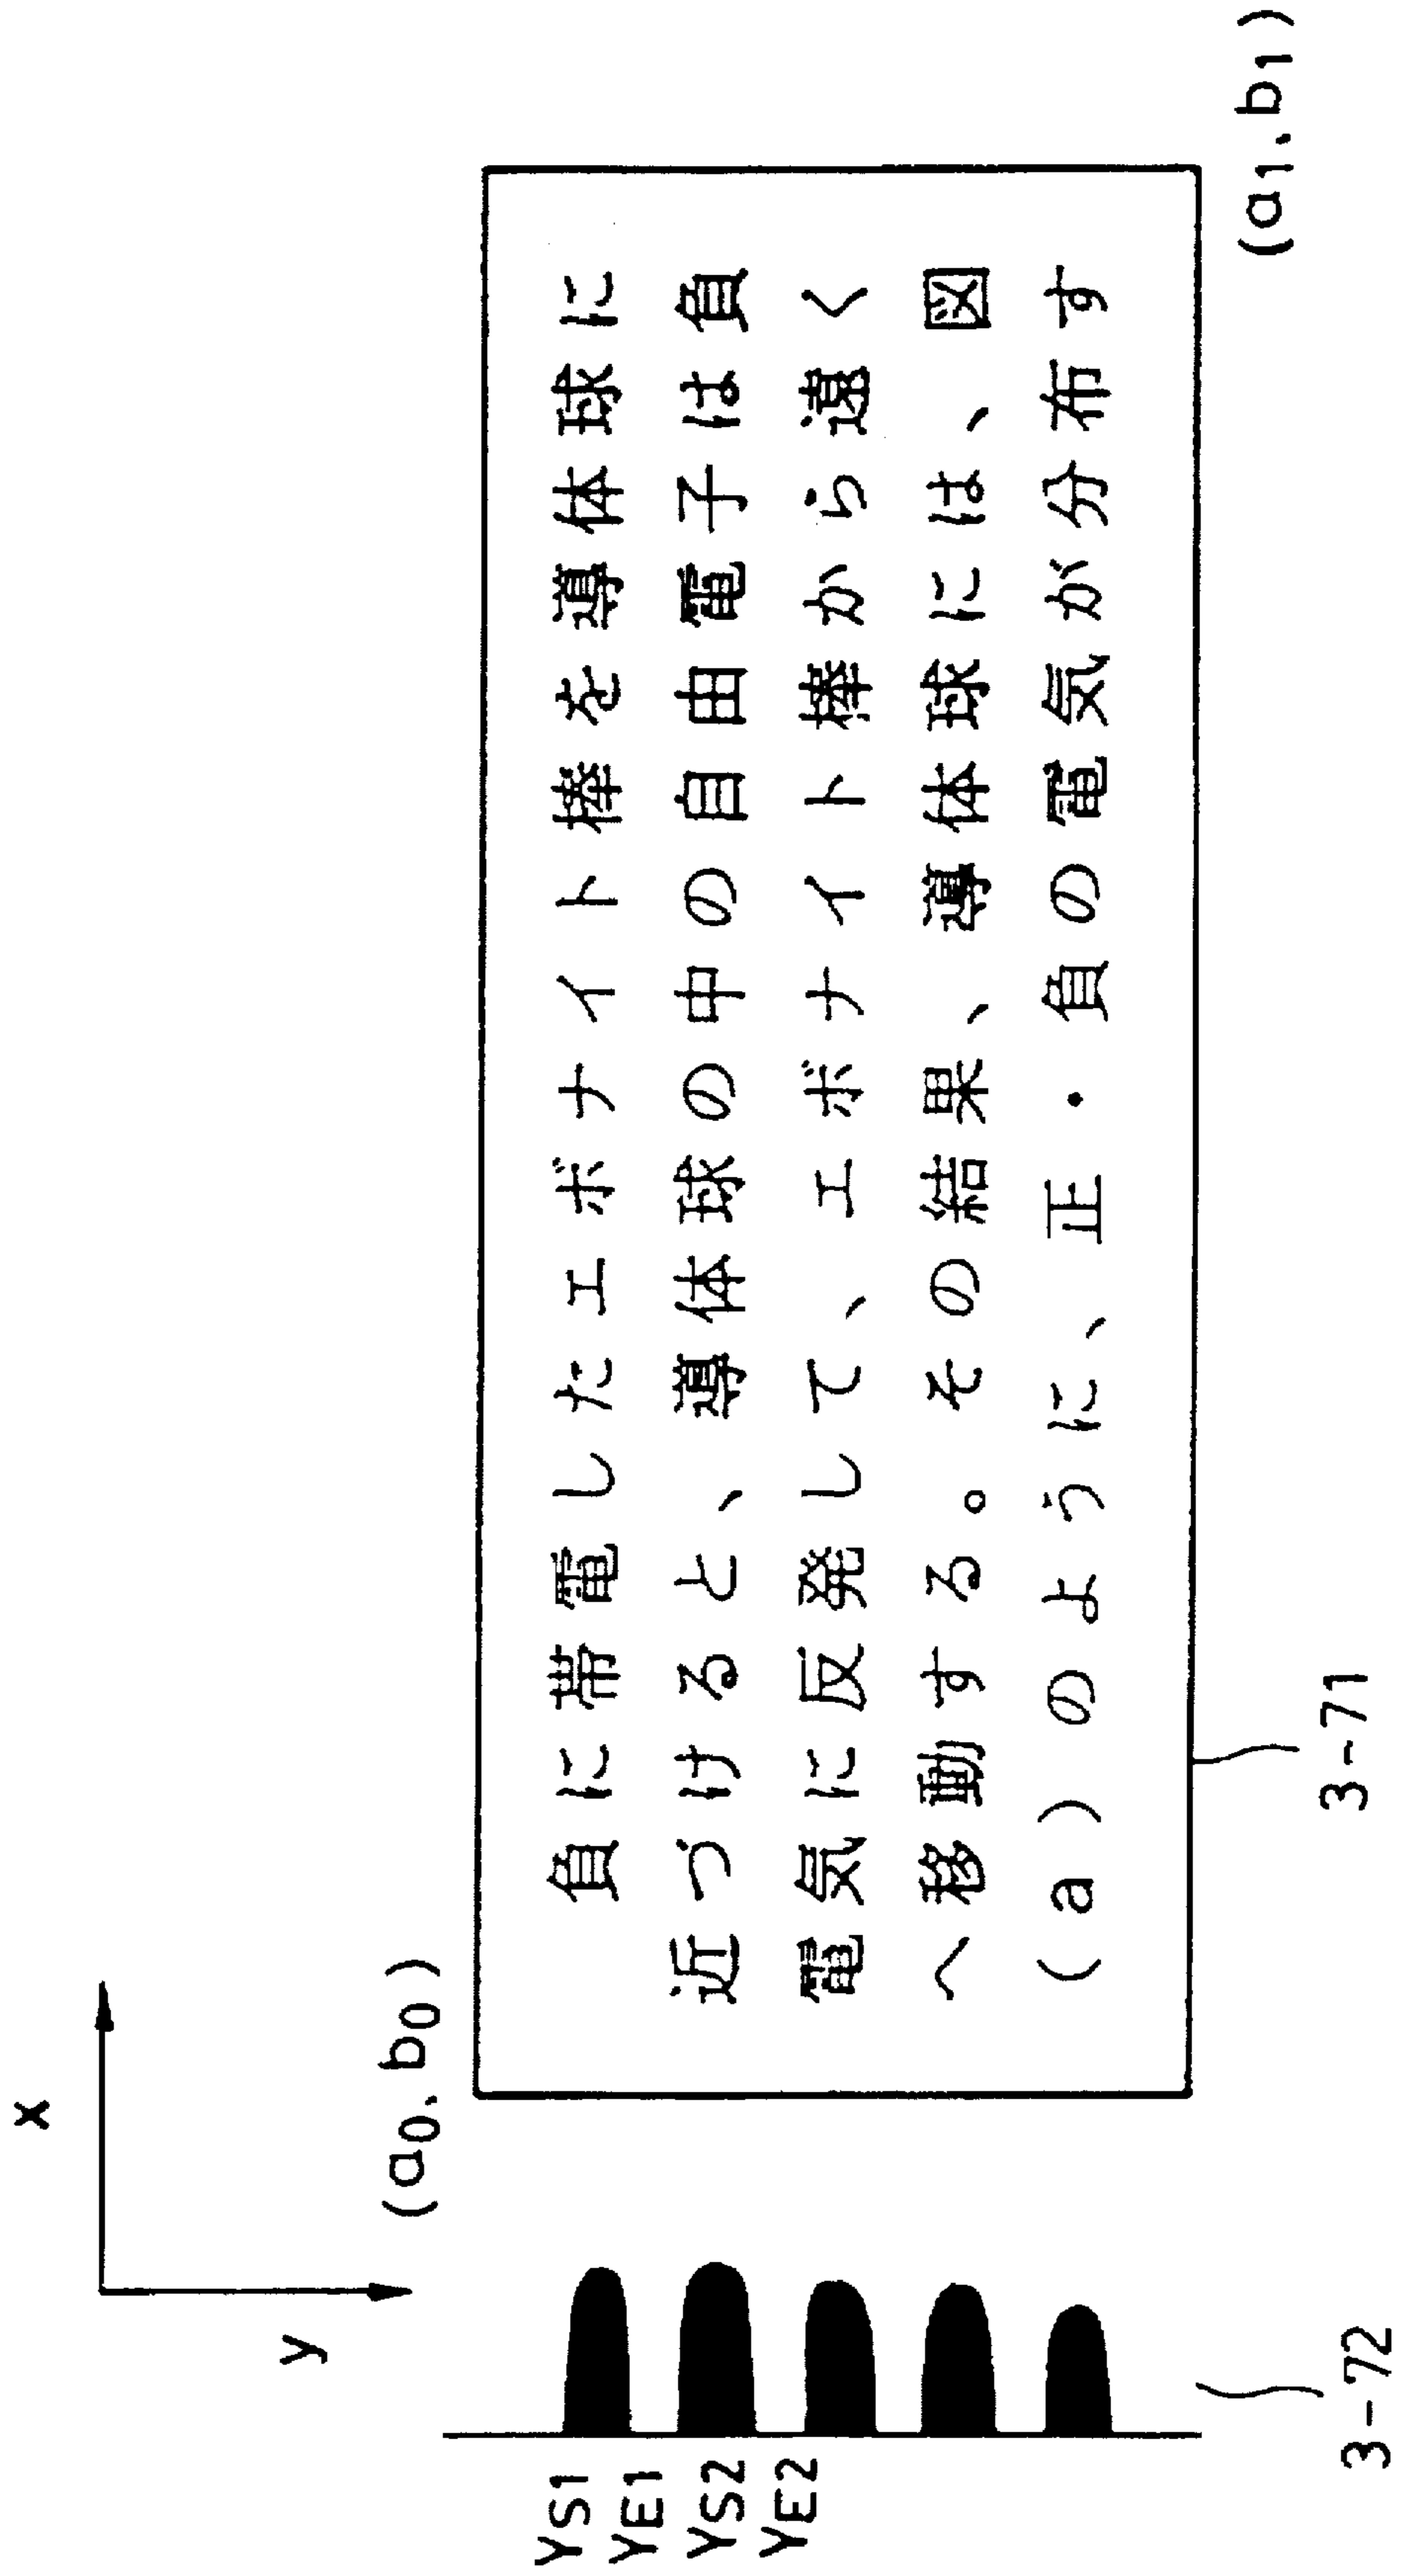 x
y
(a0、b0)
負に帯電したエボナイト棒を導体球に
近づけると、導体球の中の自由電子は負
電気に反発して、エボナイト棒から遠く
へ移動する。その結果、導体球には、図
(a)のように、正・負の電気が分布す
(a1、b1)
YS1
YE1
YS2
YE2
3-72
3-71